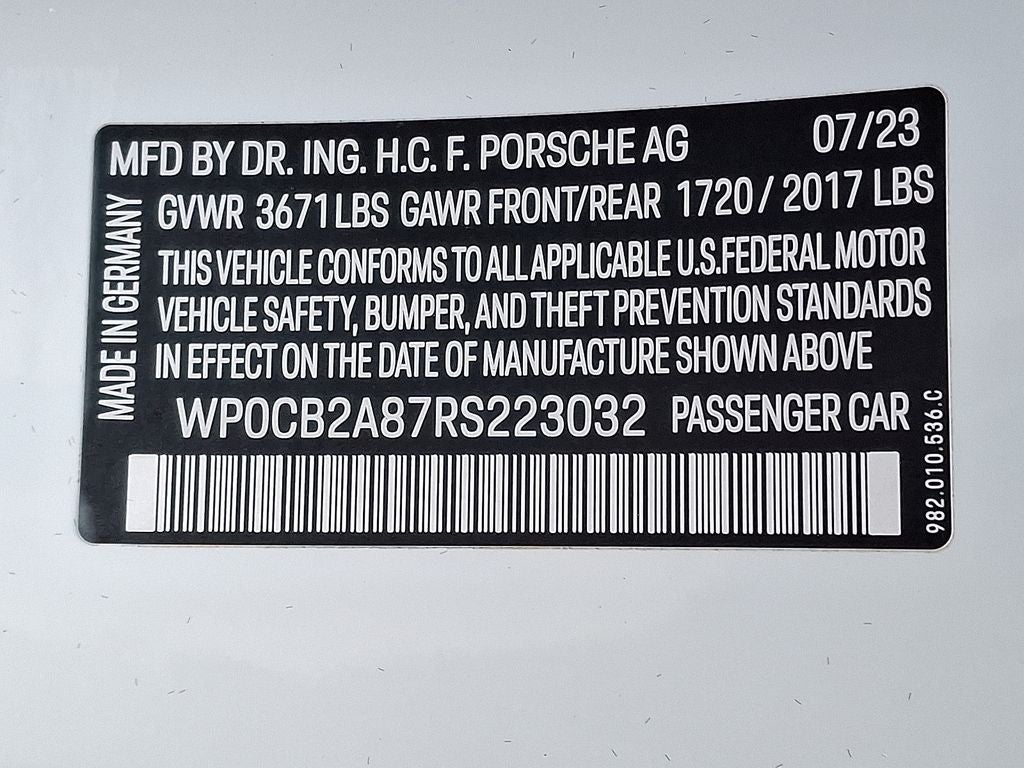 MFD BY DR. ING. H.C. F. PORSCHE AG 07/23
GVWR 3671 LBS GAWR FRONT/REAR 1720 / 2017 LBS
THIS VEHICLE CONFORMS TO ALL APPLICABLE U.S.FEDERAL MOTOR
VEHICLE SAFETY, BUMPER, AND THEFT PREVENTION STANDARDS
IN EFFECT ON THE DATE OF MANUFACTURE SHOWN ABOVE
WP0CB2A87RS223032 PASSENGER CAR
MADE IN GERMANY
982.010.536.C